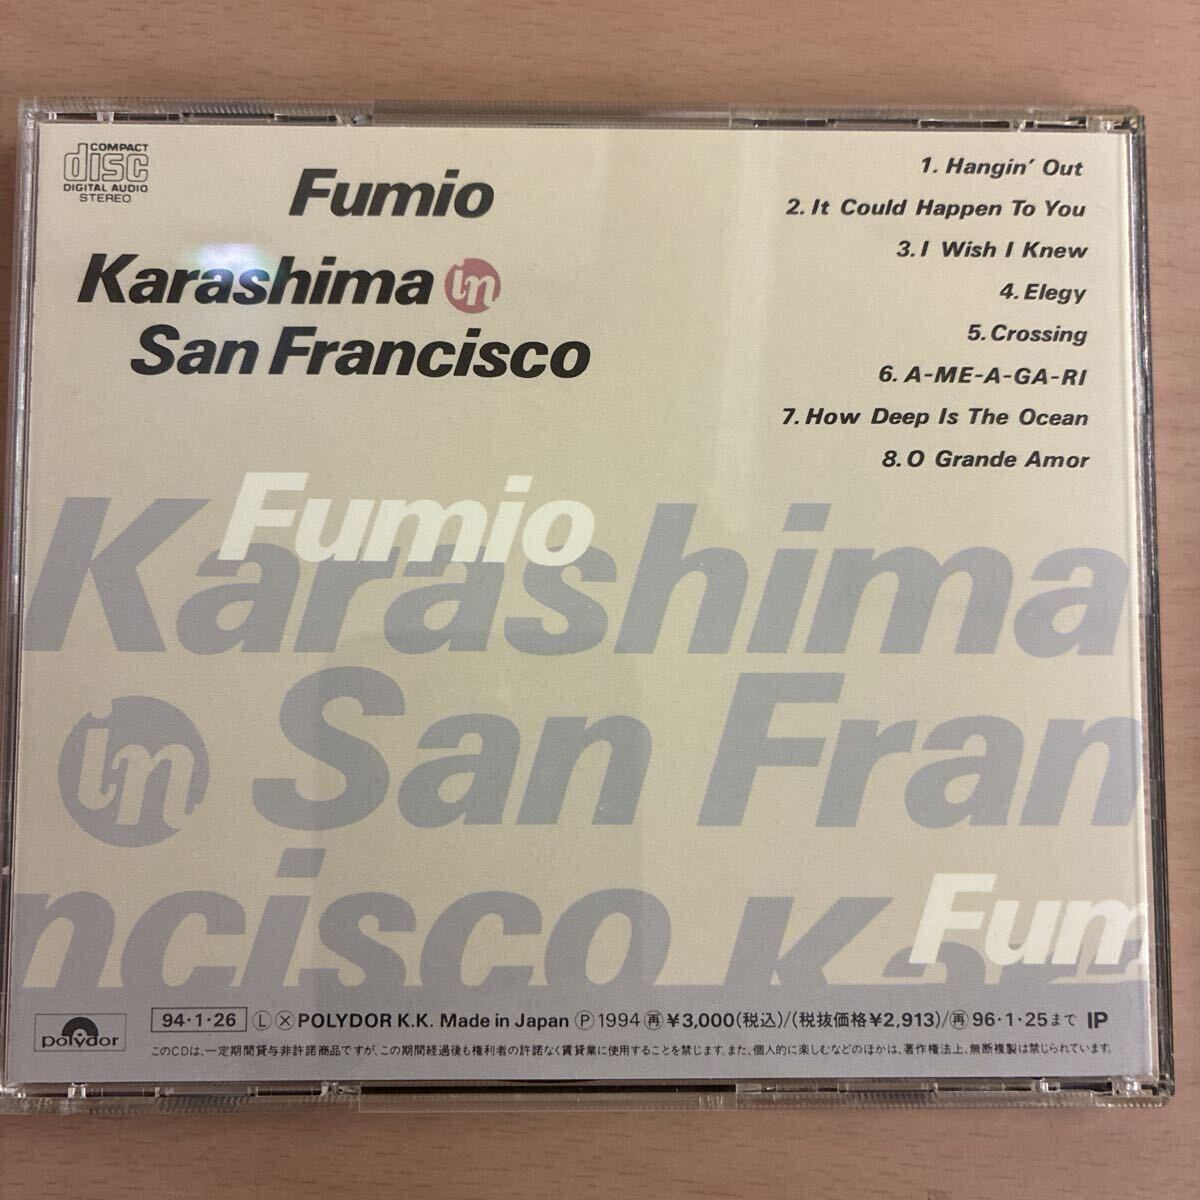 COMPACT
disc
DIGITAL AUDIO
STEREO
Fumio
Karashima in
San Francisco
1. Hangin' Out
2. It Could Happen To You
3. I Wish I Knew
4. Elegy
5. Crossing
6. A-ME-A-GA-RI
7. How Deep Is The Ocean
8. O Grande Amor
Fumio
Karashima
in San Fran
ncisco Kara
Fum
polydor
94・1・26 Ⓛ Ⓧ POLYDOR K.K. Made in Japan Ⓟ 1994 ㊢ ¥3,000(税込)/(税抜価格¥2,913)/㊢ 96・1・25まで IP
このCDは、一定期間貸与非許諾商品ですが、この期間経過後も権利者の許諾なく賃貸業に使用することを禁じます。また、個人的に楽しむなどのほかは、著作権法上、無断複製は禁じられています。